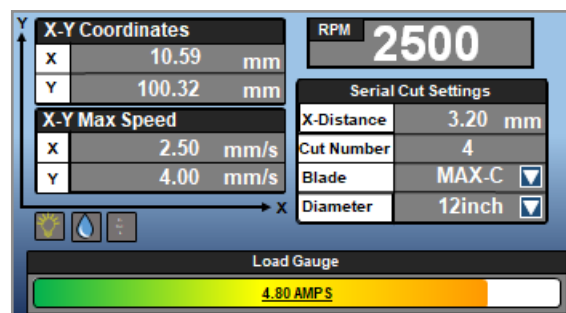 Y
X-Y Coordinates
X 10.59 mm
Y 100.32 mm
X-Y Max Speed
X 2.50 mm/s
Y 4.00 mm/s
X
RPM 2500
Serial Cut Settings
X-Distance 3.20 mm
Cut Number 4
Blade MAX-C
Diameter 12inch
Load Gauge
4.80 AMPS